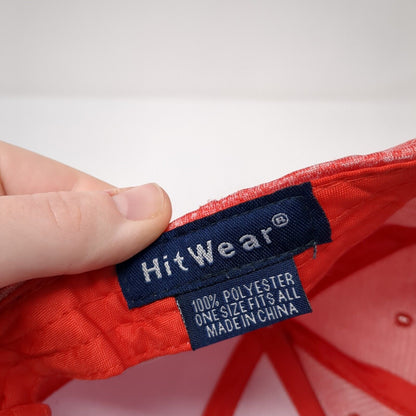 HitWear®
100% POLYESTER
ONE SIZE FITS ALL
MADE IN CHINA